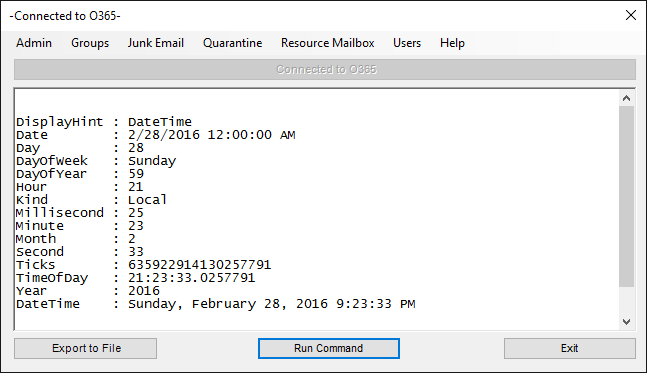 -Connected to O365-
Admin Groups Junk Email Quarantine Resource Mailbox Users Help
Connected to O365
DisplayHint : DateTime
Date : 2/28/2016 12:00:00 AM
Day : 28
DayOfWeek : Sunday
DayOfYear : 59
Hour : 21
Kind : Local
Millisecond : 25
Minute : 23
Month : 2
Second : 33
Ticks : 635922914130257791
TimeOfDay : 21:23:33.0257791
Year : 2016
DateTime : Sunday, February 28, 2016 9:23:33 PM
Export to File Run Command Exit